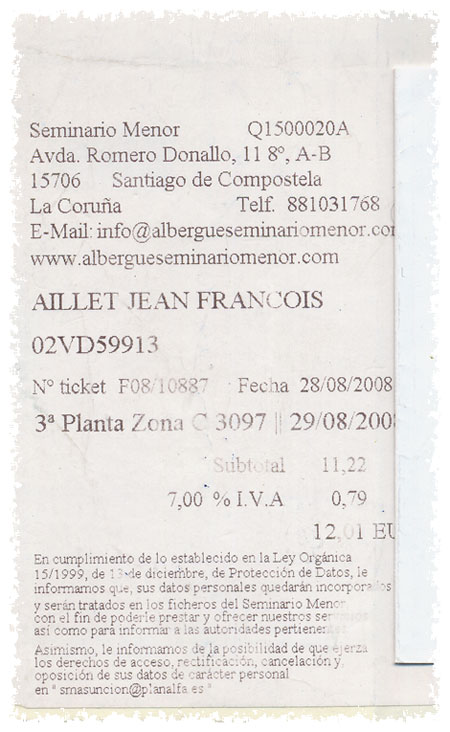 Seminario Menor Q1500020A
Avda. Romero Donallo, 11 8º, A-B
15706 Santiago de Compostela
La Coruña Telf. 881031768
E-Mail: info@albergueseminariomenor.co
www.albergueseminariomenor.com
AILLET JEAN FRANCOIS
02VD59913
Nº ticket F08/10887 Fecha 28/08/2008
3ª Planta Zona C 3097 || 29/08/200
Subtotal 11,22
7,00 % I.V.A 0,79
12,01 EU
En cumplimiento de lo establecido en la Ley Orgánica
15/1999, de 13 de diciembre, de Protección de Datos, le
informamos que, sus datos personales quedarán incorporados
y serán tratados en los ficheros del Seminario Menor
con el fin de poderle prestar y ofrecer nuestros servicios
así como para informar a las autoridades pertinen
Asimismo, le informamos de la posibilidad de que ejerza
los derechos de acceso, rectificación, cancelación y
oposición de sus datos de carácter personal
en " smasuncion@planalfa.es "